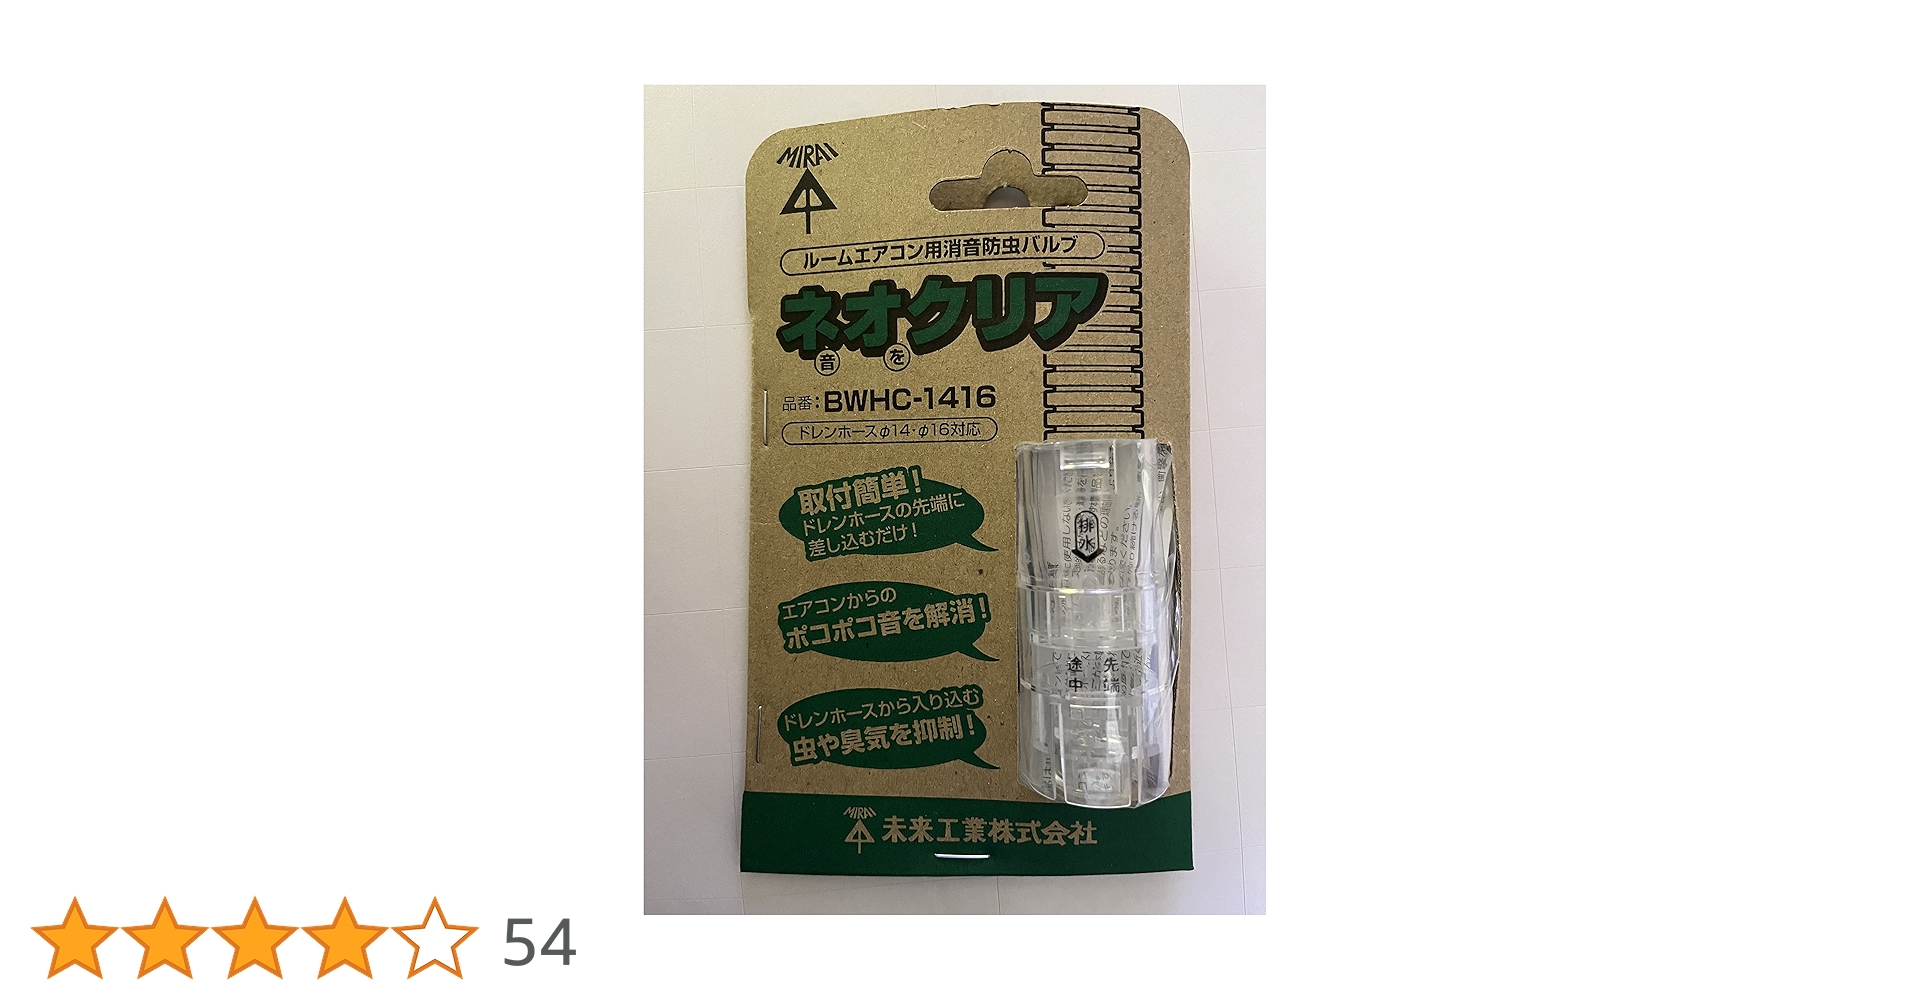 MIRAI
ルームエアコン用消音防虫バルブ
ネオクリア
音 を
品番:BWHC-1416
ドレンホースφ14・φ16対応
取付簡単!
ドレンホースの先端に
差し込むだけ!
エアコンからの
ポコポコ音を解消!
ドレンホースから入り込む
虫や臭気を抑制!
排水
途中 先端
MIRAI 未来工業株式会社
54